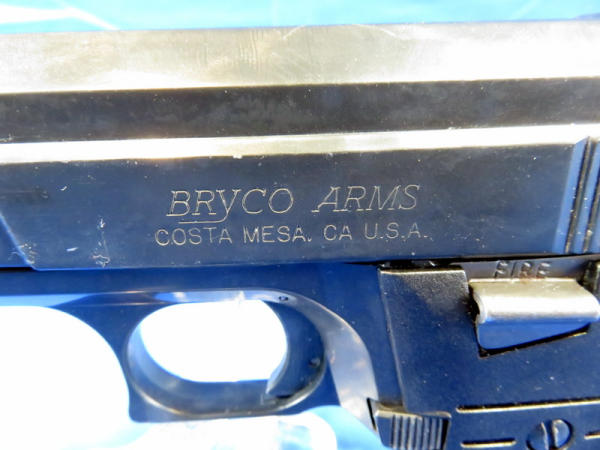 BRYCO ARMS
COSTA MESA, CA U.S.A.
FIRE